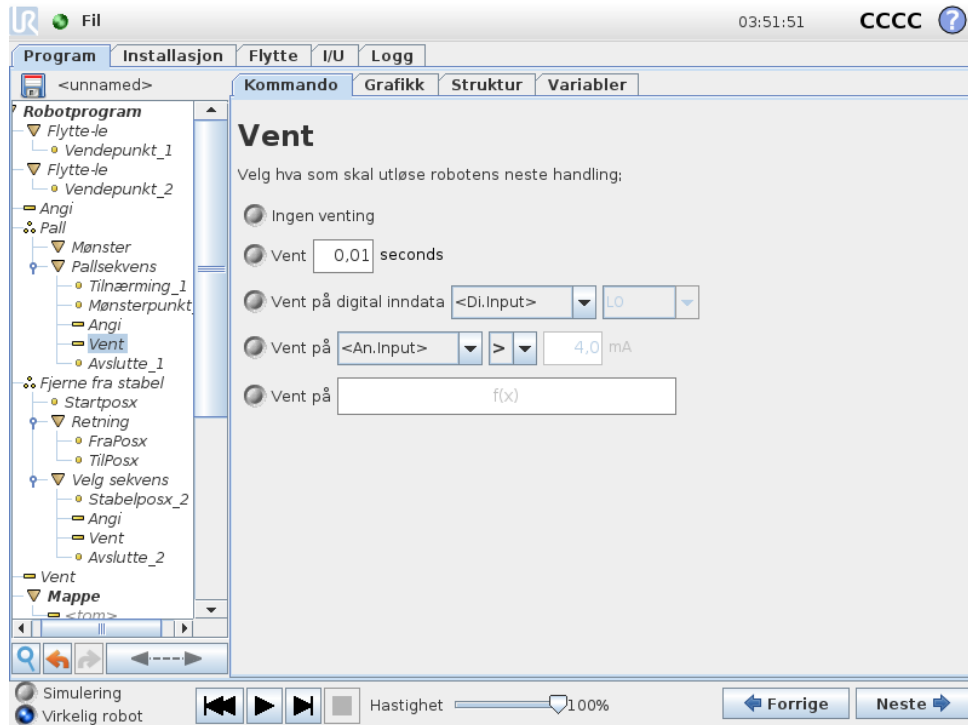 UR Fil 03:51:51 CCCC ?
Program Installasjon Flytte I/U Logg
<unnamed>
Kommando Grafikk Struktur Variabler
Robotprogram
Flytte-le
Vendepunkt_1
Flytte-le
Vendepunkt_2
Angi
Pall
Mønster
Pallsekvens
Tilnærming_1
Mønsterpunkt
Angi
Vent
Avslutte_1
Fjerne fra stabel
Startposx
Retning
FraPosx
TilPosx
Velg sekvens
Stabelposx_2
Angi
Vent
Avslutte_2
Vent
Mappe
<tom>
Vent
Velg hva som skal utløse robotens neste handling;
Ingen venting
Vent 0,01 seconds
Vent på digital inndata <Di.Input> LO
Vent på <An.Input> > 4,0 mA
Vent på f(x)
Simulering
Virkelig robot
Hastighet 100%
Forrige Neste